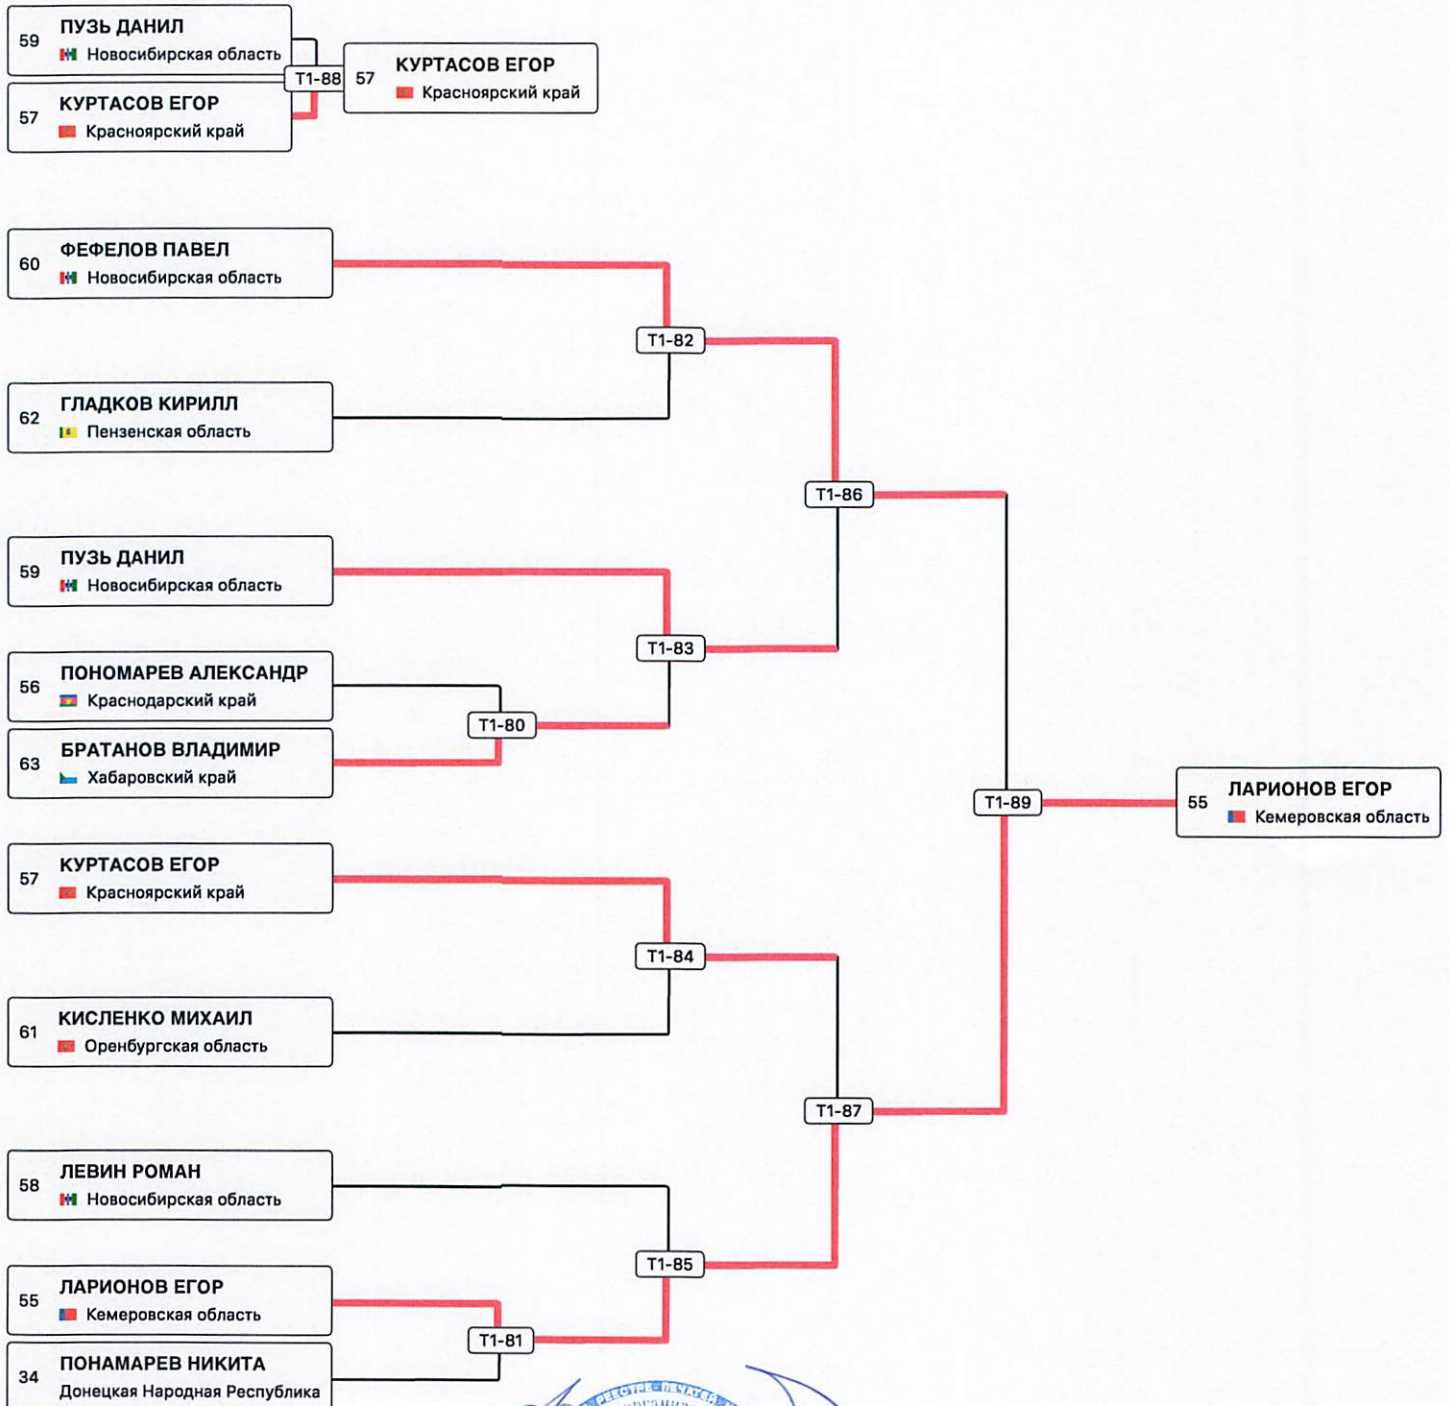 59
ПУЗЬ ДАНИЛ
Новосибирская область
T1-88
57
КУРТАСОВ ЕГОР
Красноярский край
57
КУРТАСОВ ЕГОР
Красноярский край
60
ФЕФЕЛОВ ПАВЕЛ
Новосибирская область
T1-82
62
ГЛАДКОВ КИРИЛЛ
Пензенская область
T1-86
59
ПУЗЬ ДАНИЛ
Новосибирская область
T1-83
56
ПОНОМАРЕВ АЛЕКСАНДР
Краснодарский край
T1-80
63
БРАТАНОВ ВЛАДИМИР
Хабаровский край
T1-89
55
ЛАРИОНОВ ЕГОР
Кемеровская область
57
КУРТАСОВ ЕГОР
Красноярский край
T1-84
61
КИСЛЕНКО МИХАИЛ
Оренбургская область
T1-87
58
ЛЕВИН РОМАН
Новосибирская область
T1-85
55
ЛАРИОНОВ ЕГОР
Кемеровская область
T1-81
34
ПОНАМАРЕВ НИКИТА
Донецкая Народная Республика
РЕЕСТРЕ ПЕЧАТЕЙ